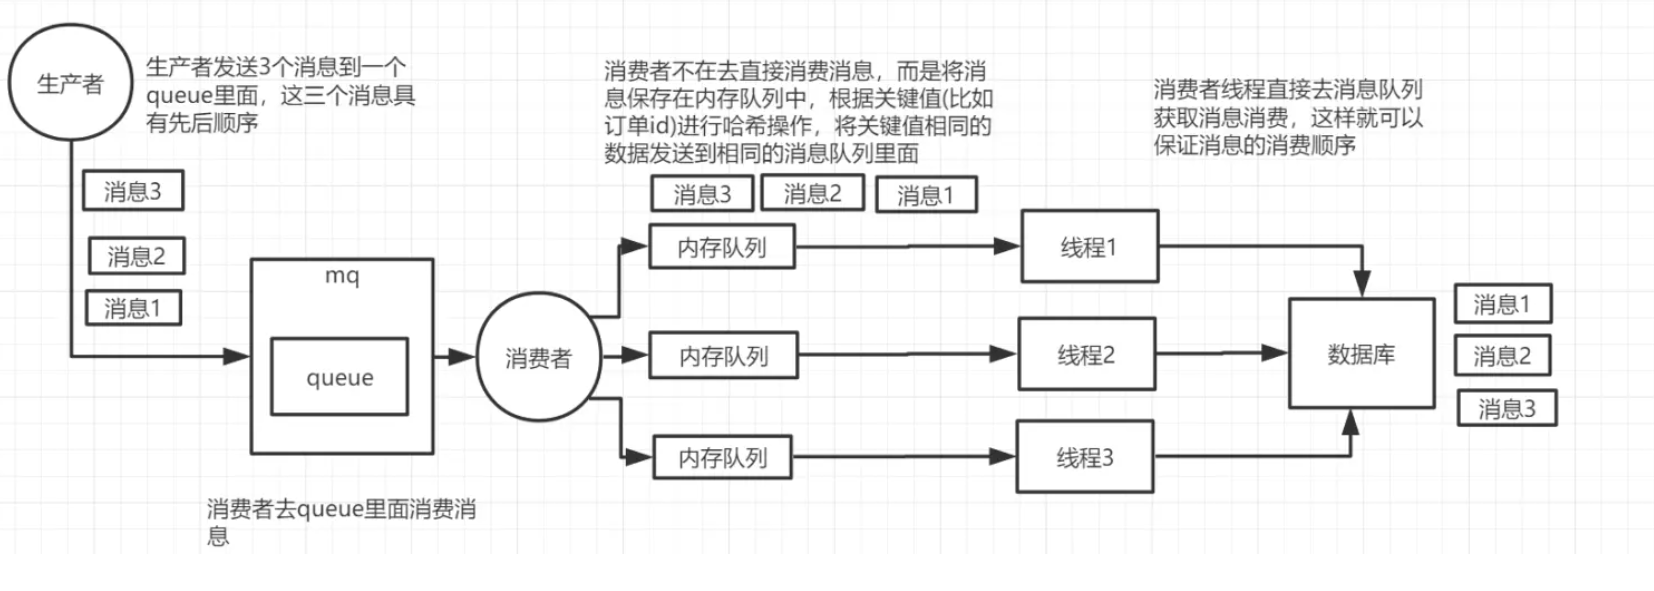 生产者
生产者发送3个消息到一个
queue里面，这三个消息具
有先后顺序
消息3
消息2
消息1
mq
queue
消费者去queue里面消费消
息
消费者
消费者不在去直接消费消息，而是将消
息保存在内存队列中，根据关键值(比如
订单id)进行哈希操作，将关键值相同的
数据发送到相同的消息队列里面
消息3
消息2
消息1
内存队列
内存队列
内存队列
线程1
线程2
线程3
消费者线程直接去消息队列
获取消息消费，这样就可以
保证消息的消费顺序
数据库
消息1
消息2
消息3